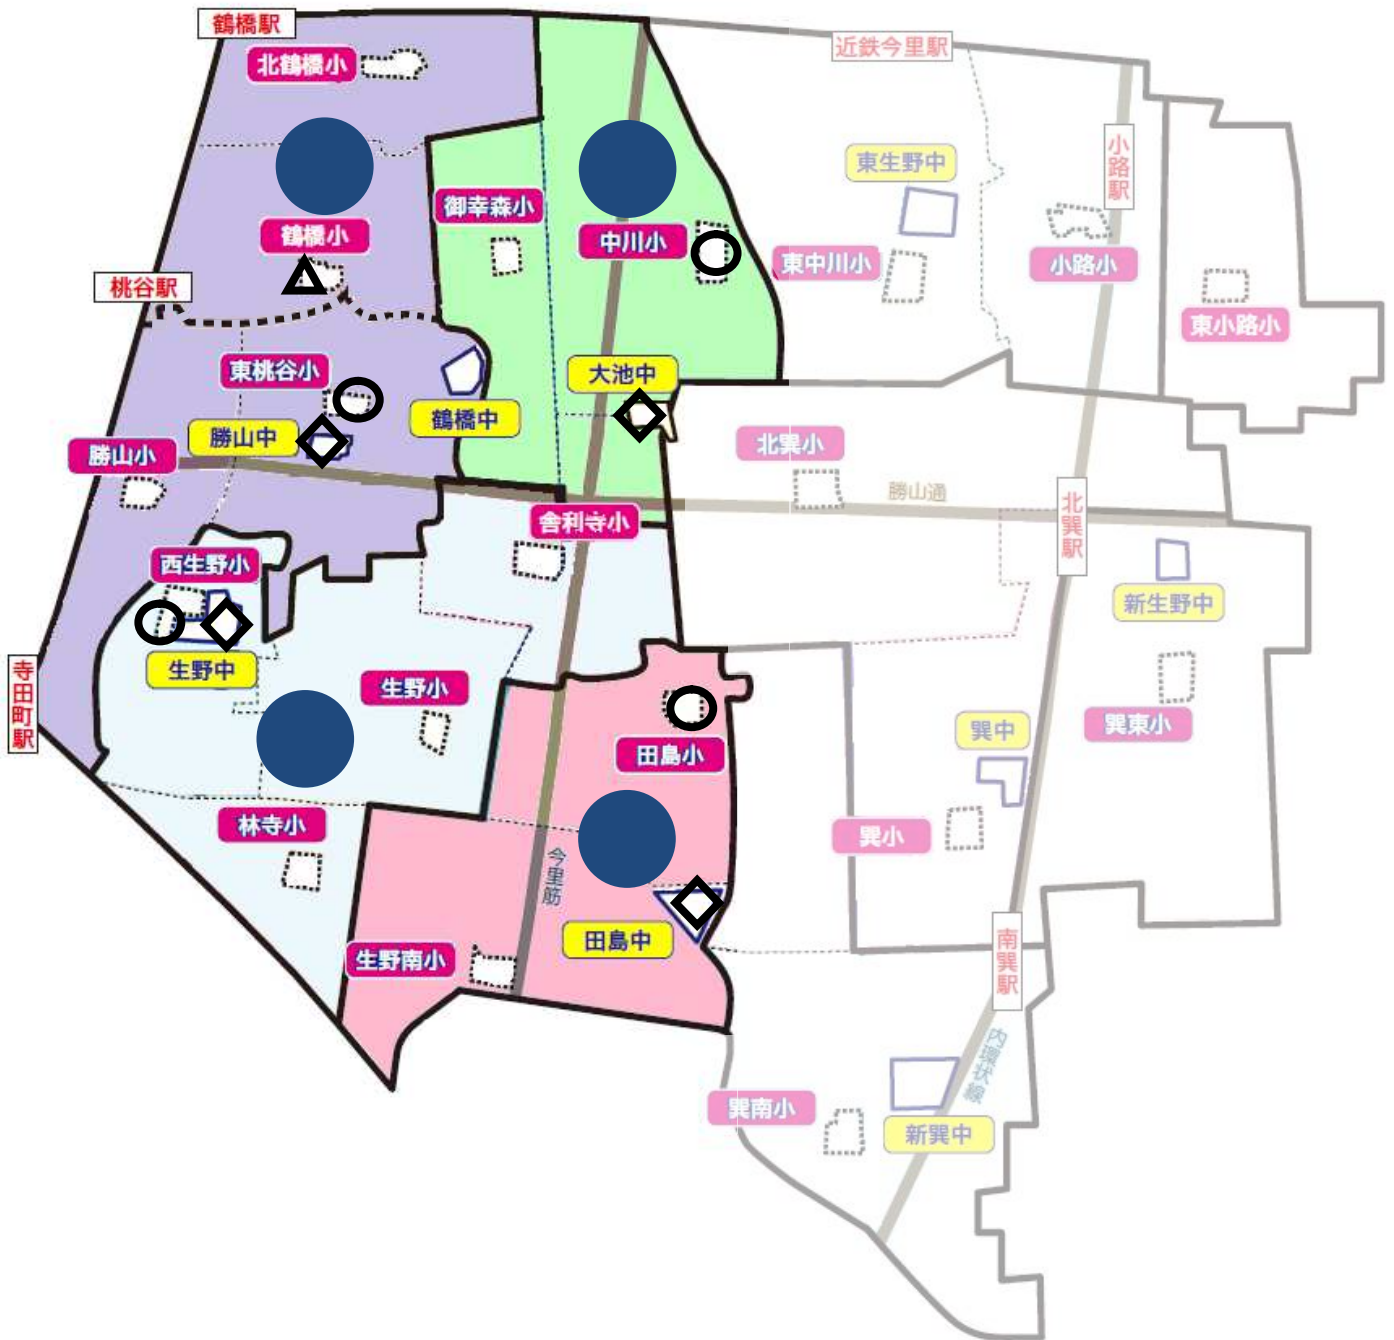 鶴橋駅
近鉄今里駅
北鶴橋小
小路駅
東生野中
御幸森小
鶴橋小
中川小
東中川小
小路小
桃谷駅
東小路小
東桃谷小
大池中
鶴橋中
勝山中
勝山小
北巽小
勝山通
北巽駅
舎利寺小
西生野小
新生野中
生野中
生野小
寺田町駅
田島小
巽中
巽東小
林寺小
巽小
今里筋
田島中
生野南小
南巽駅
内環状線
巽南小
新巽中